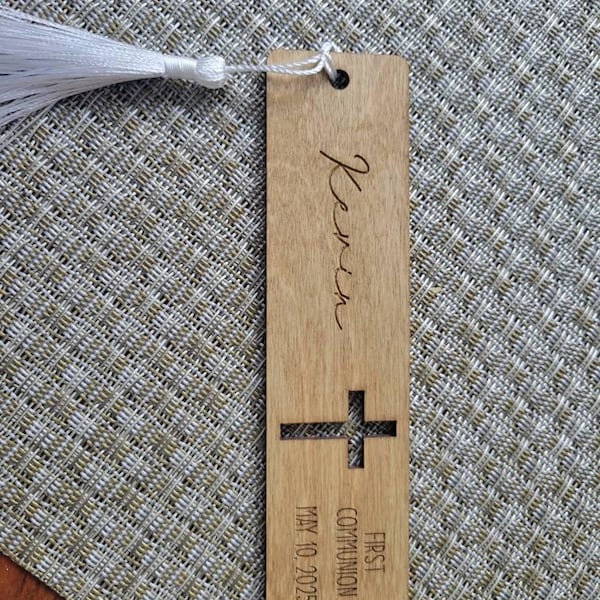 Kevin
FIRST
COMMUNION
MAY 10, 2025